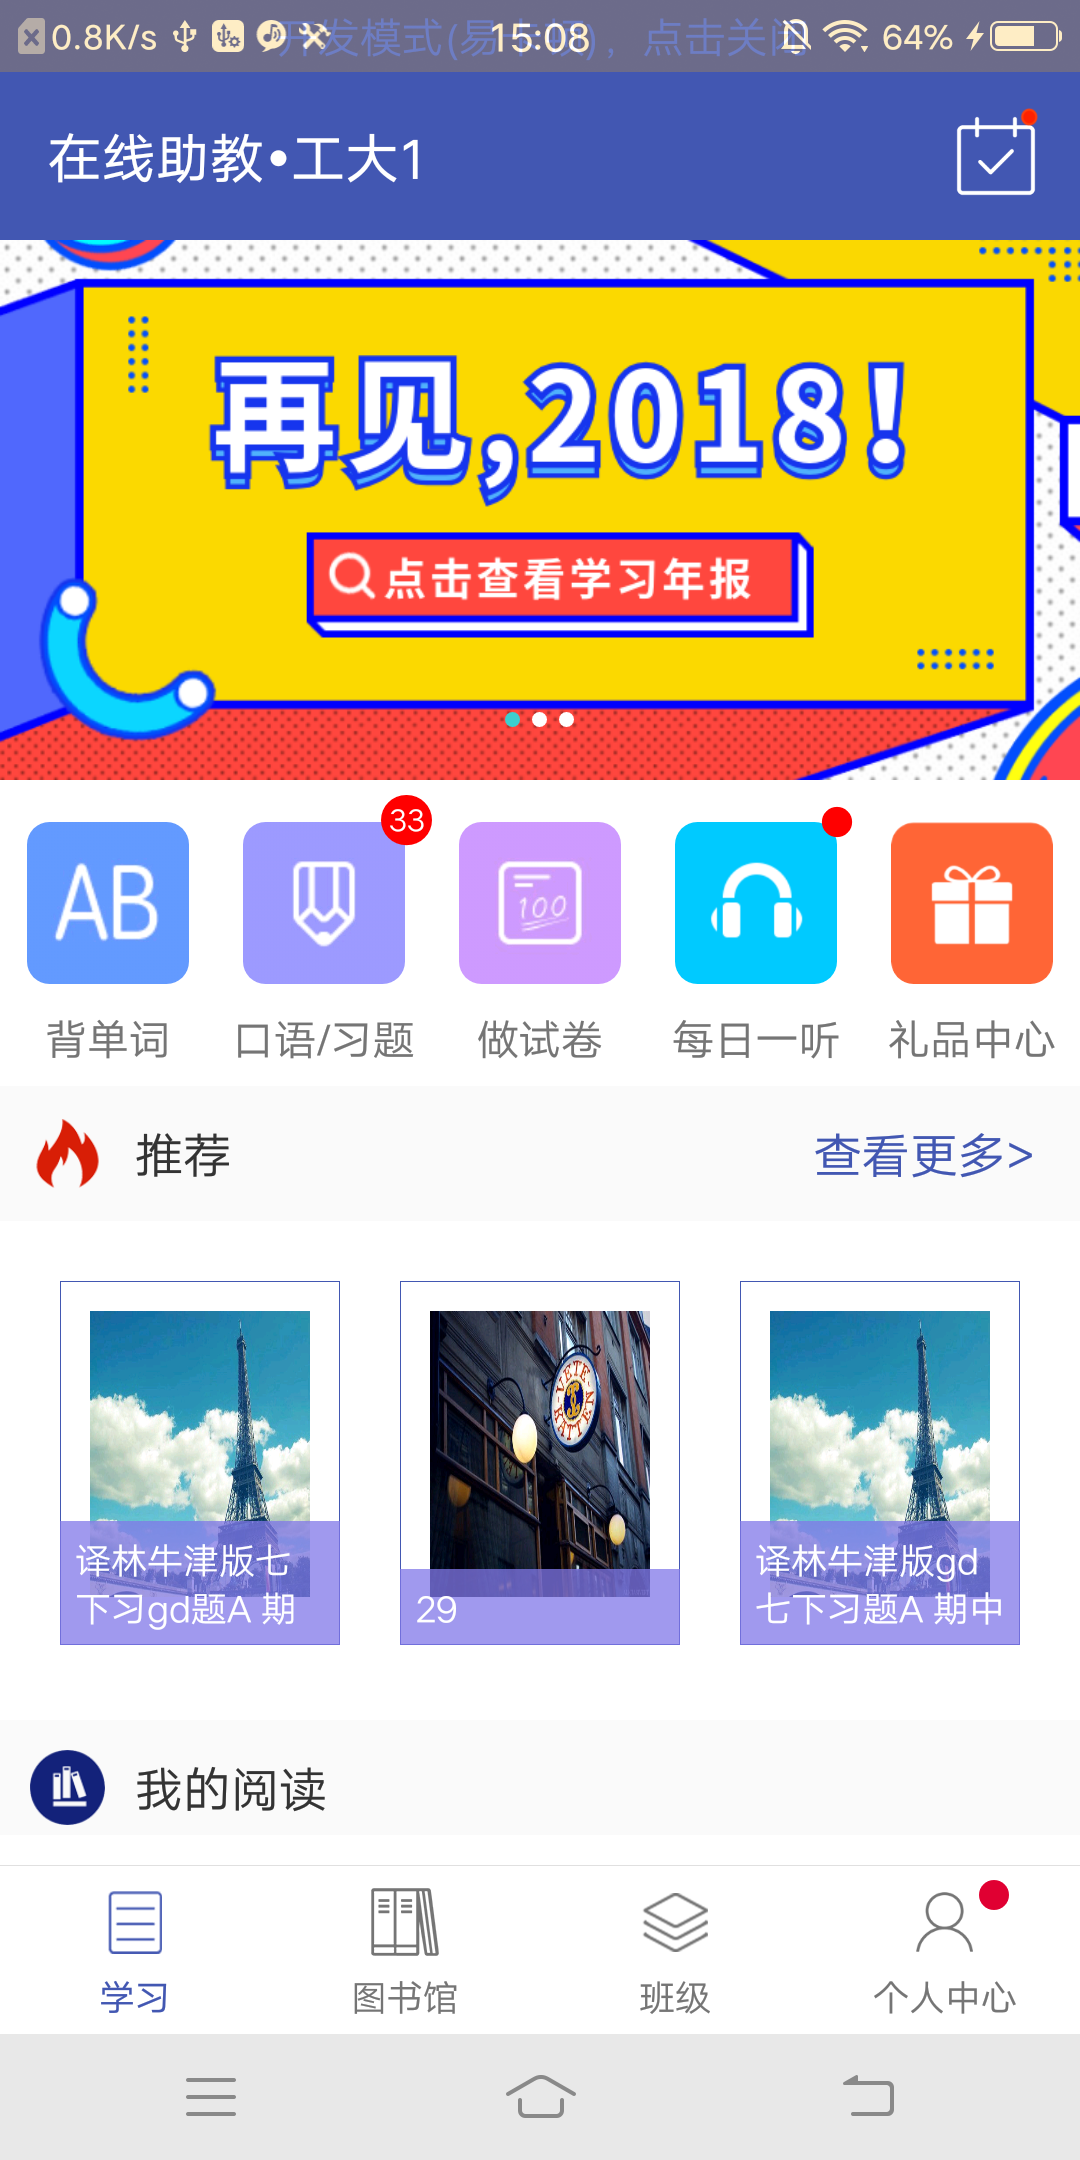 0.8K/s
开发模式(易卡顿)，点击关闭
15:08
64%
在线助教•工大1
再见,2018!
点击查看学习年报
AB
33
100
背单词
口语/习题
做试卷
每日一听
礼品中心
推荐
查看更多>
VETE-KATTEN
译林牛津版七
下习gd题A 期
29
译林牛津版gd
七下习题A 期中
我的阅读
学习
图书馆
班级
个人中心